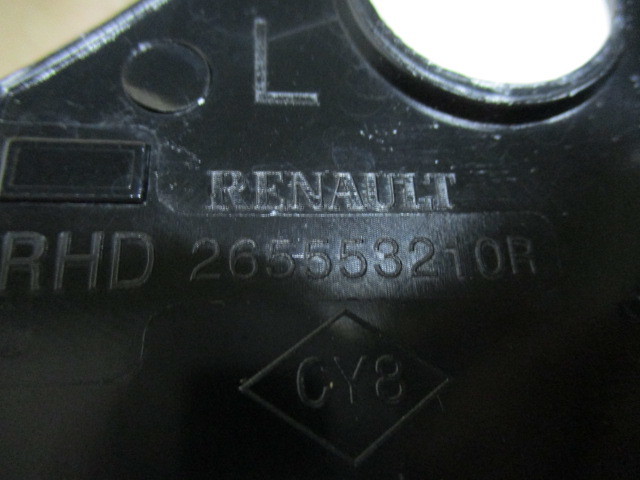 L
RENAULT
RHD 265553210R
CY8